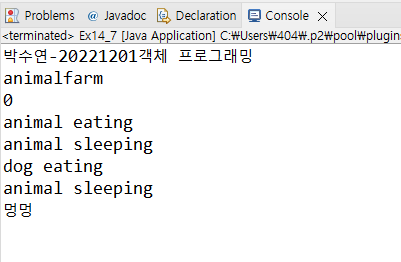 Problems @ Javadoc Declaration Console
<terminated> Ex14_7 [Java Application] C:₩Users₩404₩.p2₩pool₩plugins
박수연-20221201객체 프로그래밍
animalfarm
0
animal eating
animal sleeping
dog eating
animal sleeping
멍멍